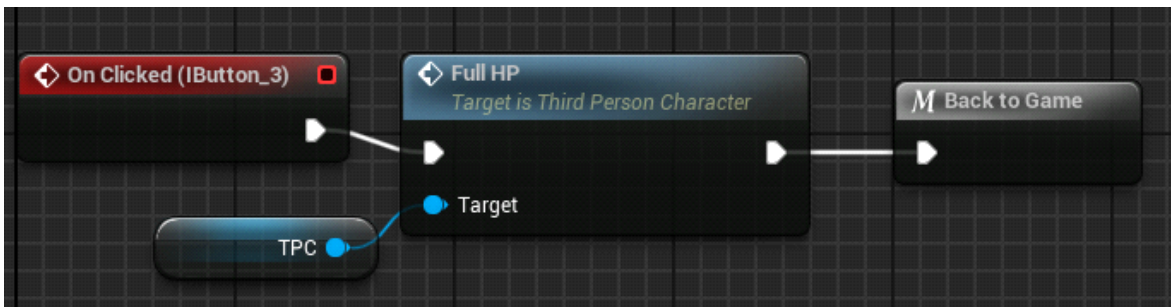 On Clicked (IButton_3)
Full HP
Target is Third Person Character
M Back to Game
Target
TPC